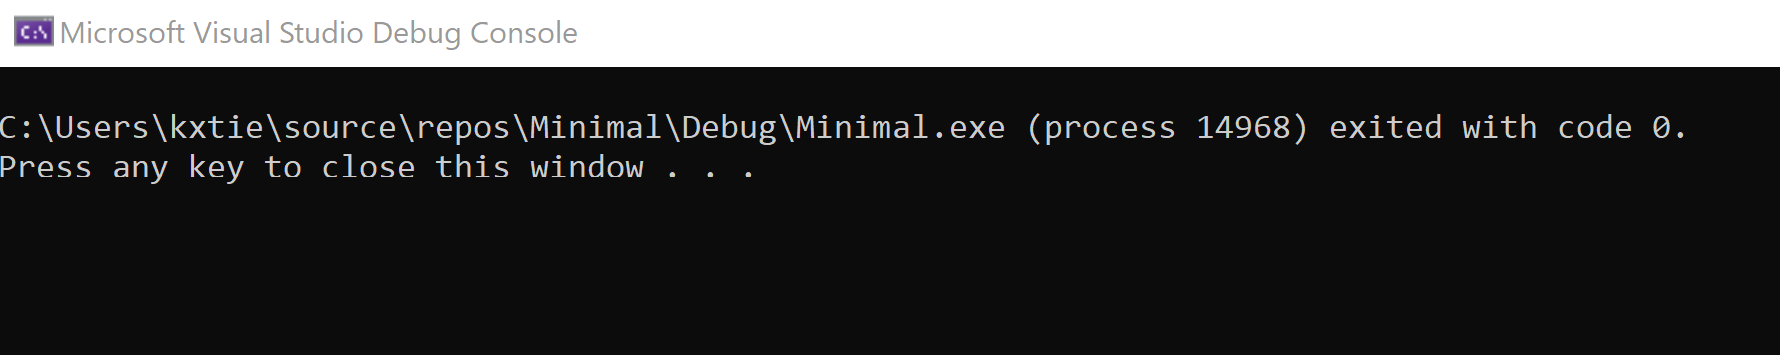 C:\
Microsoft Visual Studio Debug Console
C:\Users\kxtie\source\repos\Minimal\Debug\Minimal.exe (process 14968) exited with code 0.
Press any key to close this window . . .